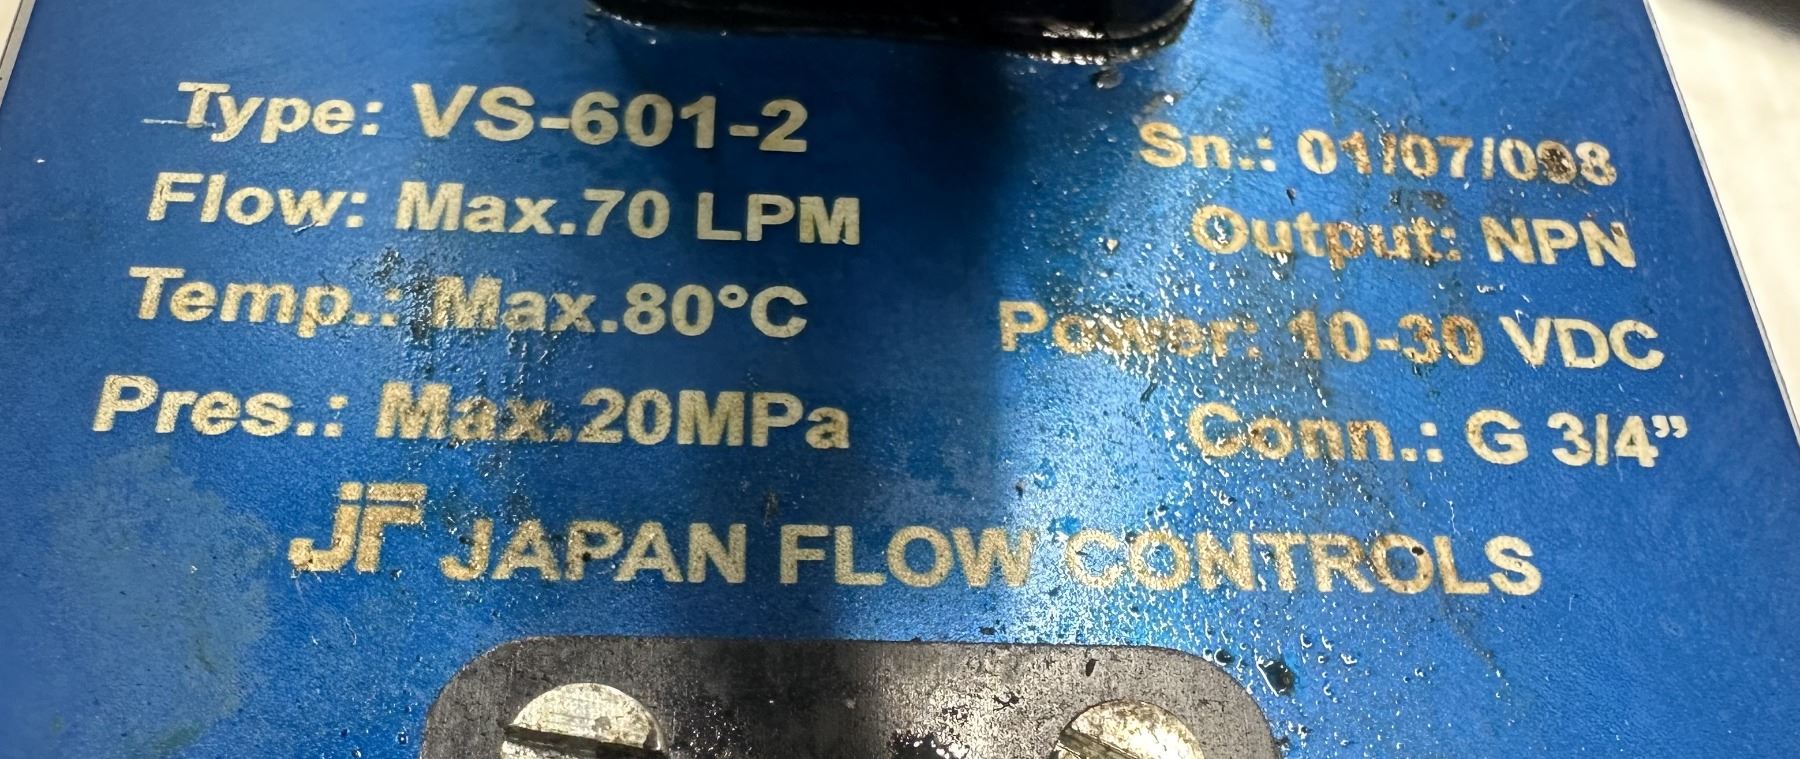 Type: VS-601-2
Flow: Max.70 LPM
Temp.: Max.80°C
Pres.: Max.20MPa
Sn.: 01/07/008
Output: NPN
Power: 10-30 VDC
Conn.: G 3/4”
JF JAPAN FLOW CONTROLS